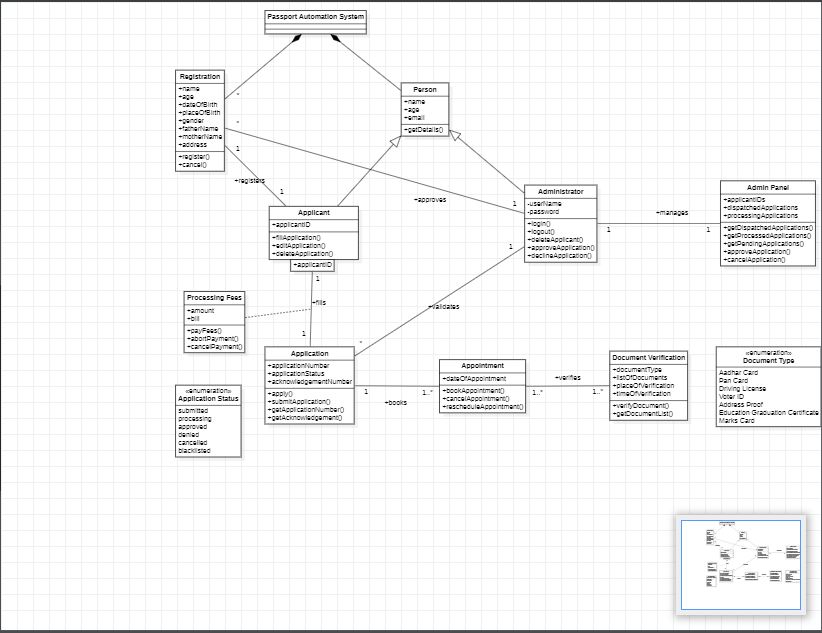 Passport Automation System
Registration
+name
+age
+dateOfBirth
+placeOfBirth
+gender
+fatherName
+motherName
+address
+register()
+cancel()
*
*
1
Person
+name
+age
+email
+getDetails()
+registers
1
+approves
1
Applicant
+applicantID
+fillApplication()
+editApplication()
+deleteApplication()
+applicantID
Administrator
-userName
-password
+login()
+logout()
+deleteApplicant()
+approveApplication()
+declineApplication()
1
1
+manages
1
Admin Panel
+applicantIDs
+dispatchedApplications
+processingApplications
+getDispatchedApplications()
+getProcessedApplications()
+getPendingApplications()
+approveApplication()
+cancelApplication()
1
+fills
1
+validates
*
Processing Fees
+amount
+bill
+payFees()
+abortPayment()
+cancelPayment()
Application
+applicationNumber
+applicationStatus
+acknowledgementNumber
+apply()
+submitApplication()
+getApplicationNumber()
+getAcknowledgement()
1
+books
1..*
Appointment
+dateOfAppointment
+bookAppointment()
+cancelAppointment()
+rescheduleAppointment()
+verifies
1..*
1..*
Document Verification
+documentType
+listOfDocuments
+placeOfVerification
+timeOfVerification
+verifyDocument()
+getDocumentList()
«enumeration»
Document Type
Aadhar Card
Pan Card
Driving License
Voter ID
Address Proof
Education Graduation Certificate
Marks Card
«enumeration»
Application Status
submitted
processing
approved
denied
cancelled
blacklisted